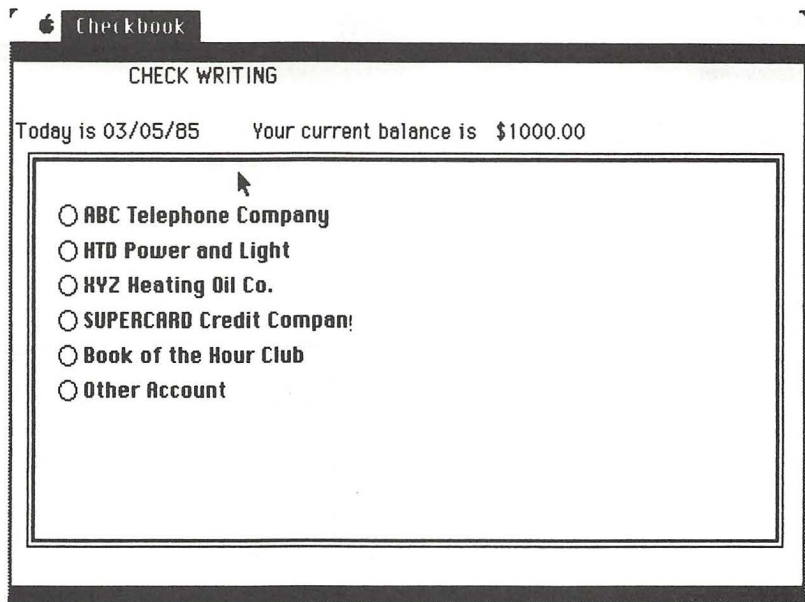 Checkbook
CHECK WRITING
Today is 03/05/85 Your current balance is $1000.00
ABC Telephone Company
HTD Power and Light
XYZ Heating Oil Co.
SUPERCARD Credit Compan
Book of the Hour Club
Other Account